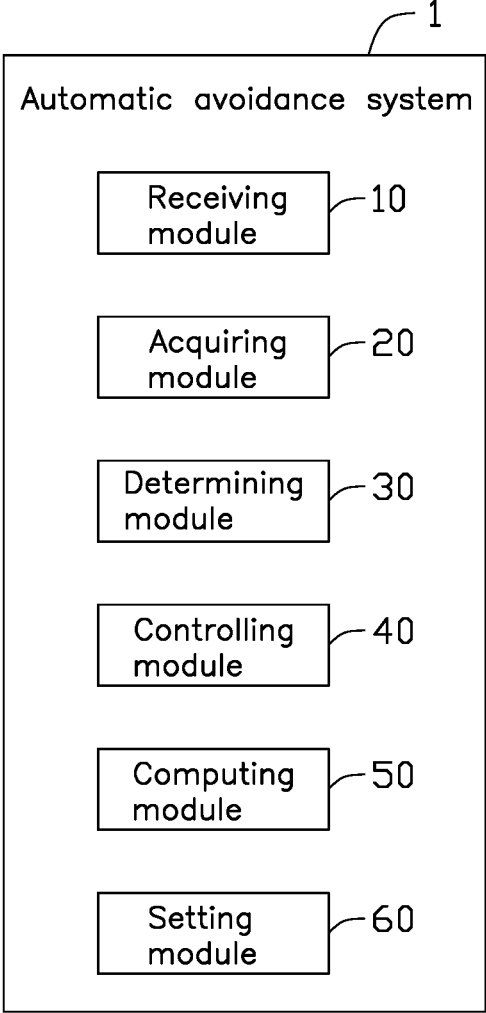 1
Automatic avoidance system
Receiving
module
10
Acquiring
module
20
Determining
module
30
Controlling
module
40
Computing
module
50
Setting
module
60